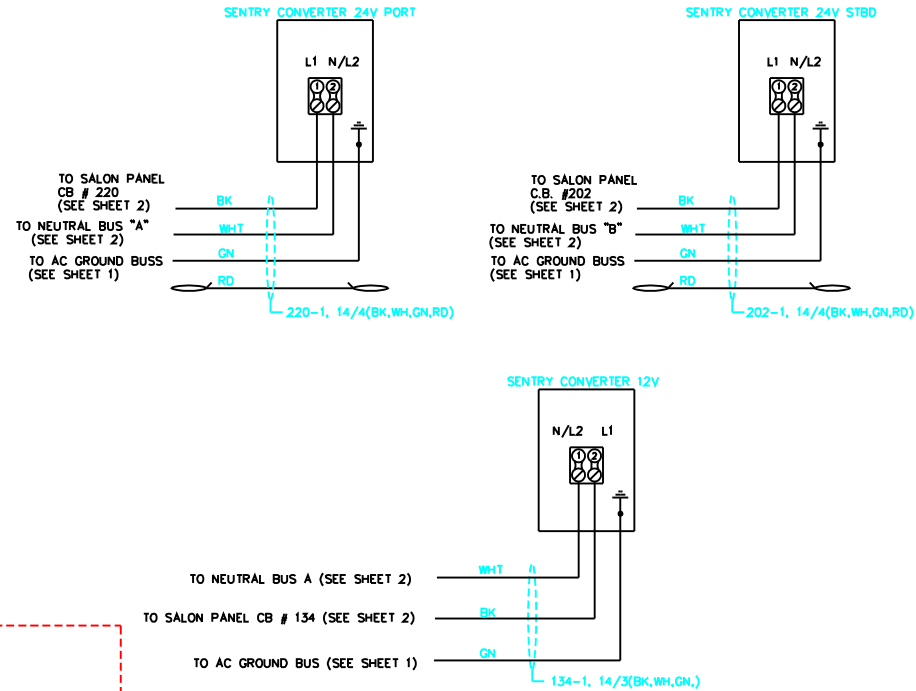 SENTRY CONVERTER 24V PORT
L1 N/L2
1 2
TO SALON PANEL
CB # 220
(SEE SHEET 2)
BK
TO NEUTRAL BUS "A"
(SEE SHEET 2)
WHT
TO AC GROUND BUSS
(SEE SHEET 1)
GN
RD
220-1, 14/4(BK,WH,GN,RD)
SENTRY CONVERTER 24V STBD
L1 N/L2
1 2
TO SALON PANEL
C.B. #202
(SEE SHEET 2)
BK
TO NEUTRAL BUS "B"
(SEE SHEET 2)
WHT
TO AC GROUND BUSS
(SEE SHEET 1)
GN
RD
202-1, 14/4(BK,WH,GN,RD)
SENTRY CONVERTER 12V
N/L2 L1
1 2
TO NEUTRAL BUS A (SEE SHEET 2)
WHT
TO SALON PANEL CB # 134 (SEE SHEET 2)
BK
TO AC GROUND BUS (SEE SHEET 1)
GN
134-1, 14/3(BK,WH,GN,)